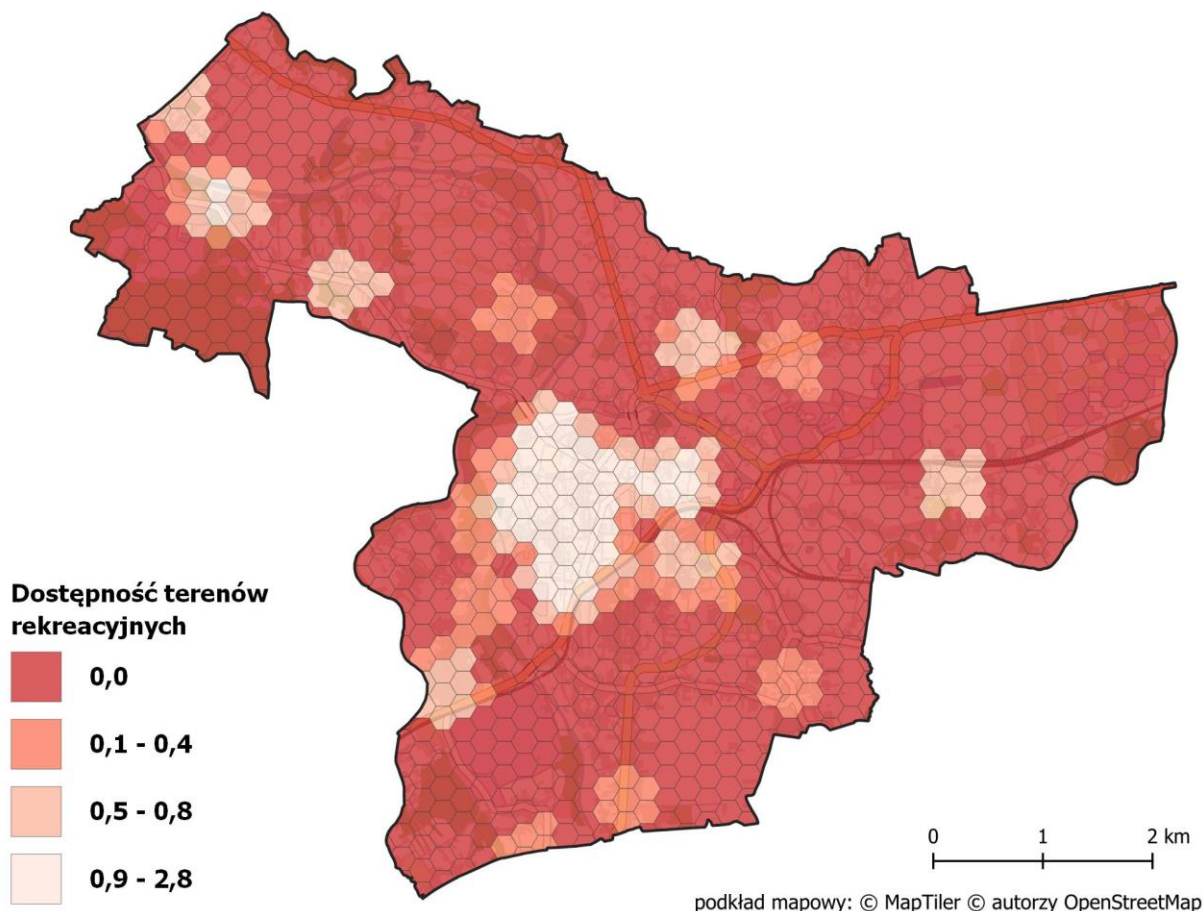 Dostępność terenów
rekreacyjnych
0,0
0,1 - 0,4
0,5 - 0,8
0,9 - 2,8
0 1 2 km
podkład mapowy: © MapTiler © autorzy OpenStreetMap